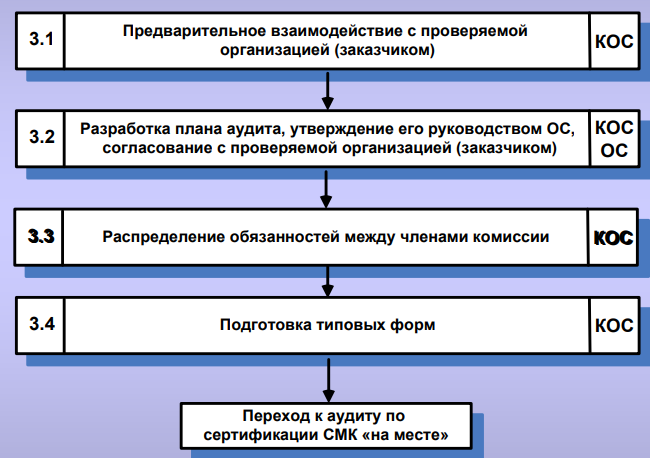 3.1
Предварительное взаимодействие с проверяемой
организацией (заказчиком)
КОС
3.2
Разработка плана аудита, утверждение его руководством ОС,
согласование с проверяемой организацией (заказчиком)
КОС
ОС
3.3
Распределение обязанностей между членами комиссии
КОС
3.4
Подготовка типовых форм
КОС
Переход к аудиту по
сертификации СМК «на месте»